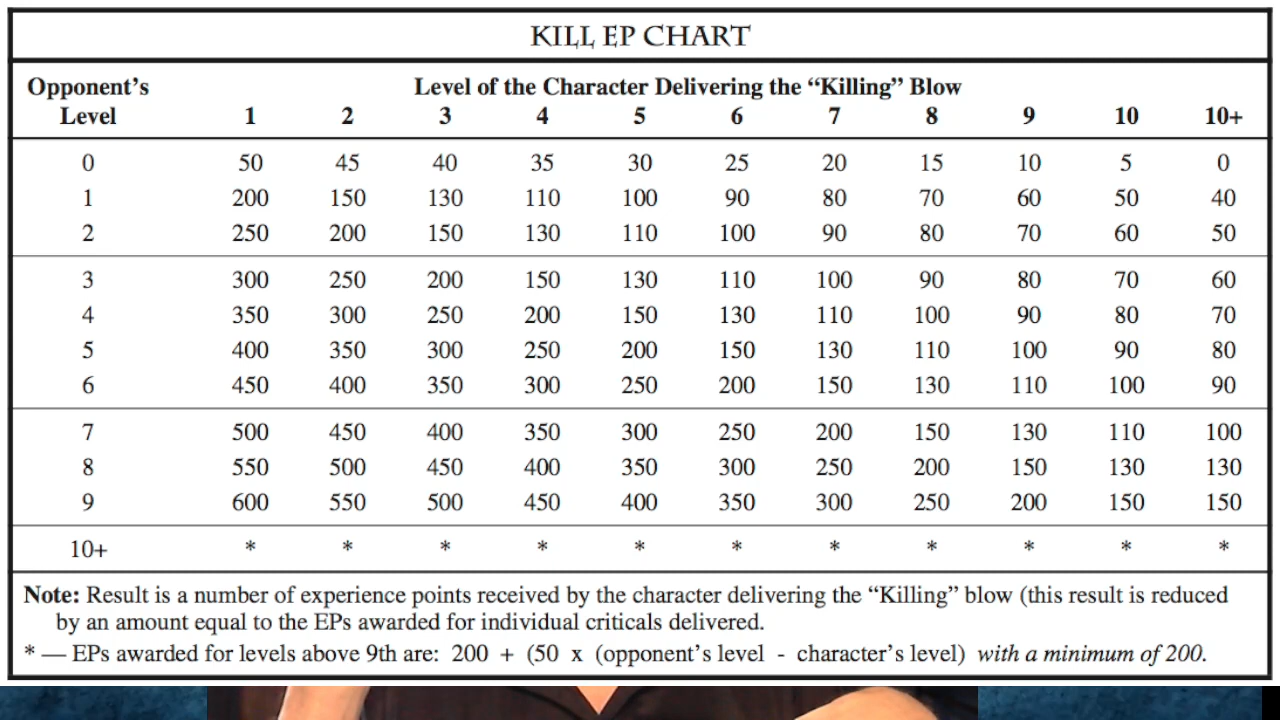 KILL EP CHART
Opponent's Level of the Character Delivering the “Killing” Blow
Level 1 2 3 4 5 6 7 8 9 10 10+
0 50 45 40 35 30 25 20 15 10 5 0
1 200 150 130 110 100 90 80 70 60 50 40
2 250 200 150 130 110 100 90 80 70 60 50
3 300 250 200 150 130 110 100 90 80 70 60
4 350 300 250 200 150 130 110 100 90 80 70
5 400 350 300 250 200 150 130 110 100 90 80
6 450 400 350 300 250 200 150 130 110 100 90
7 500 450 400 350 300 250 200 150 130 110 100
8 550 500 450 400 350 300 250 200 150 130 130
9 600 550 500 450 400 350 300 250 200 150 150
10+ * * * * * * * * * * *
Note: Result is a number of experience points received by the character delivering the “Killing” blow (this result is reduced
by an amount equal to the EPs awarded for individual criticals delivered.
* — EPs awarded for levels above 9th are: 200 + (50 x (opponent's level - character's level) with a minimum of 200.